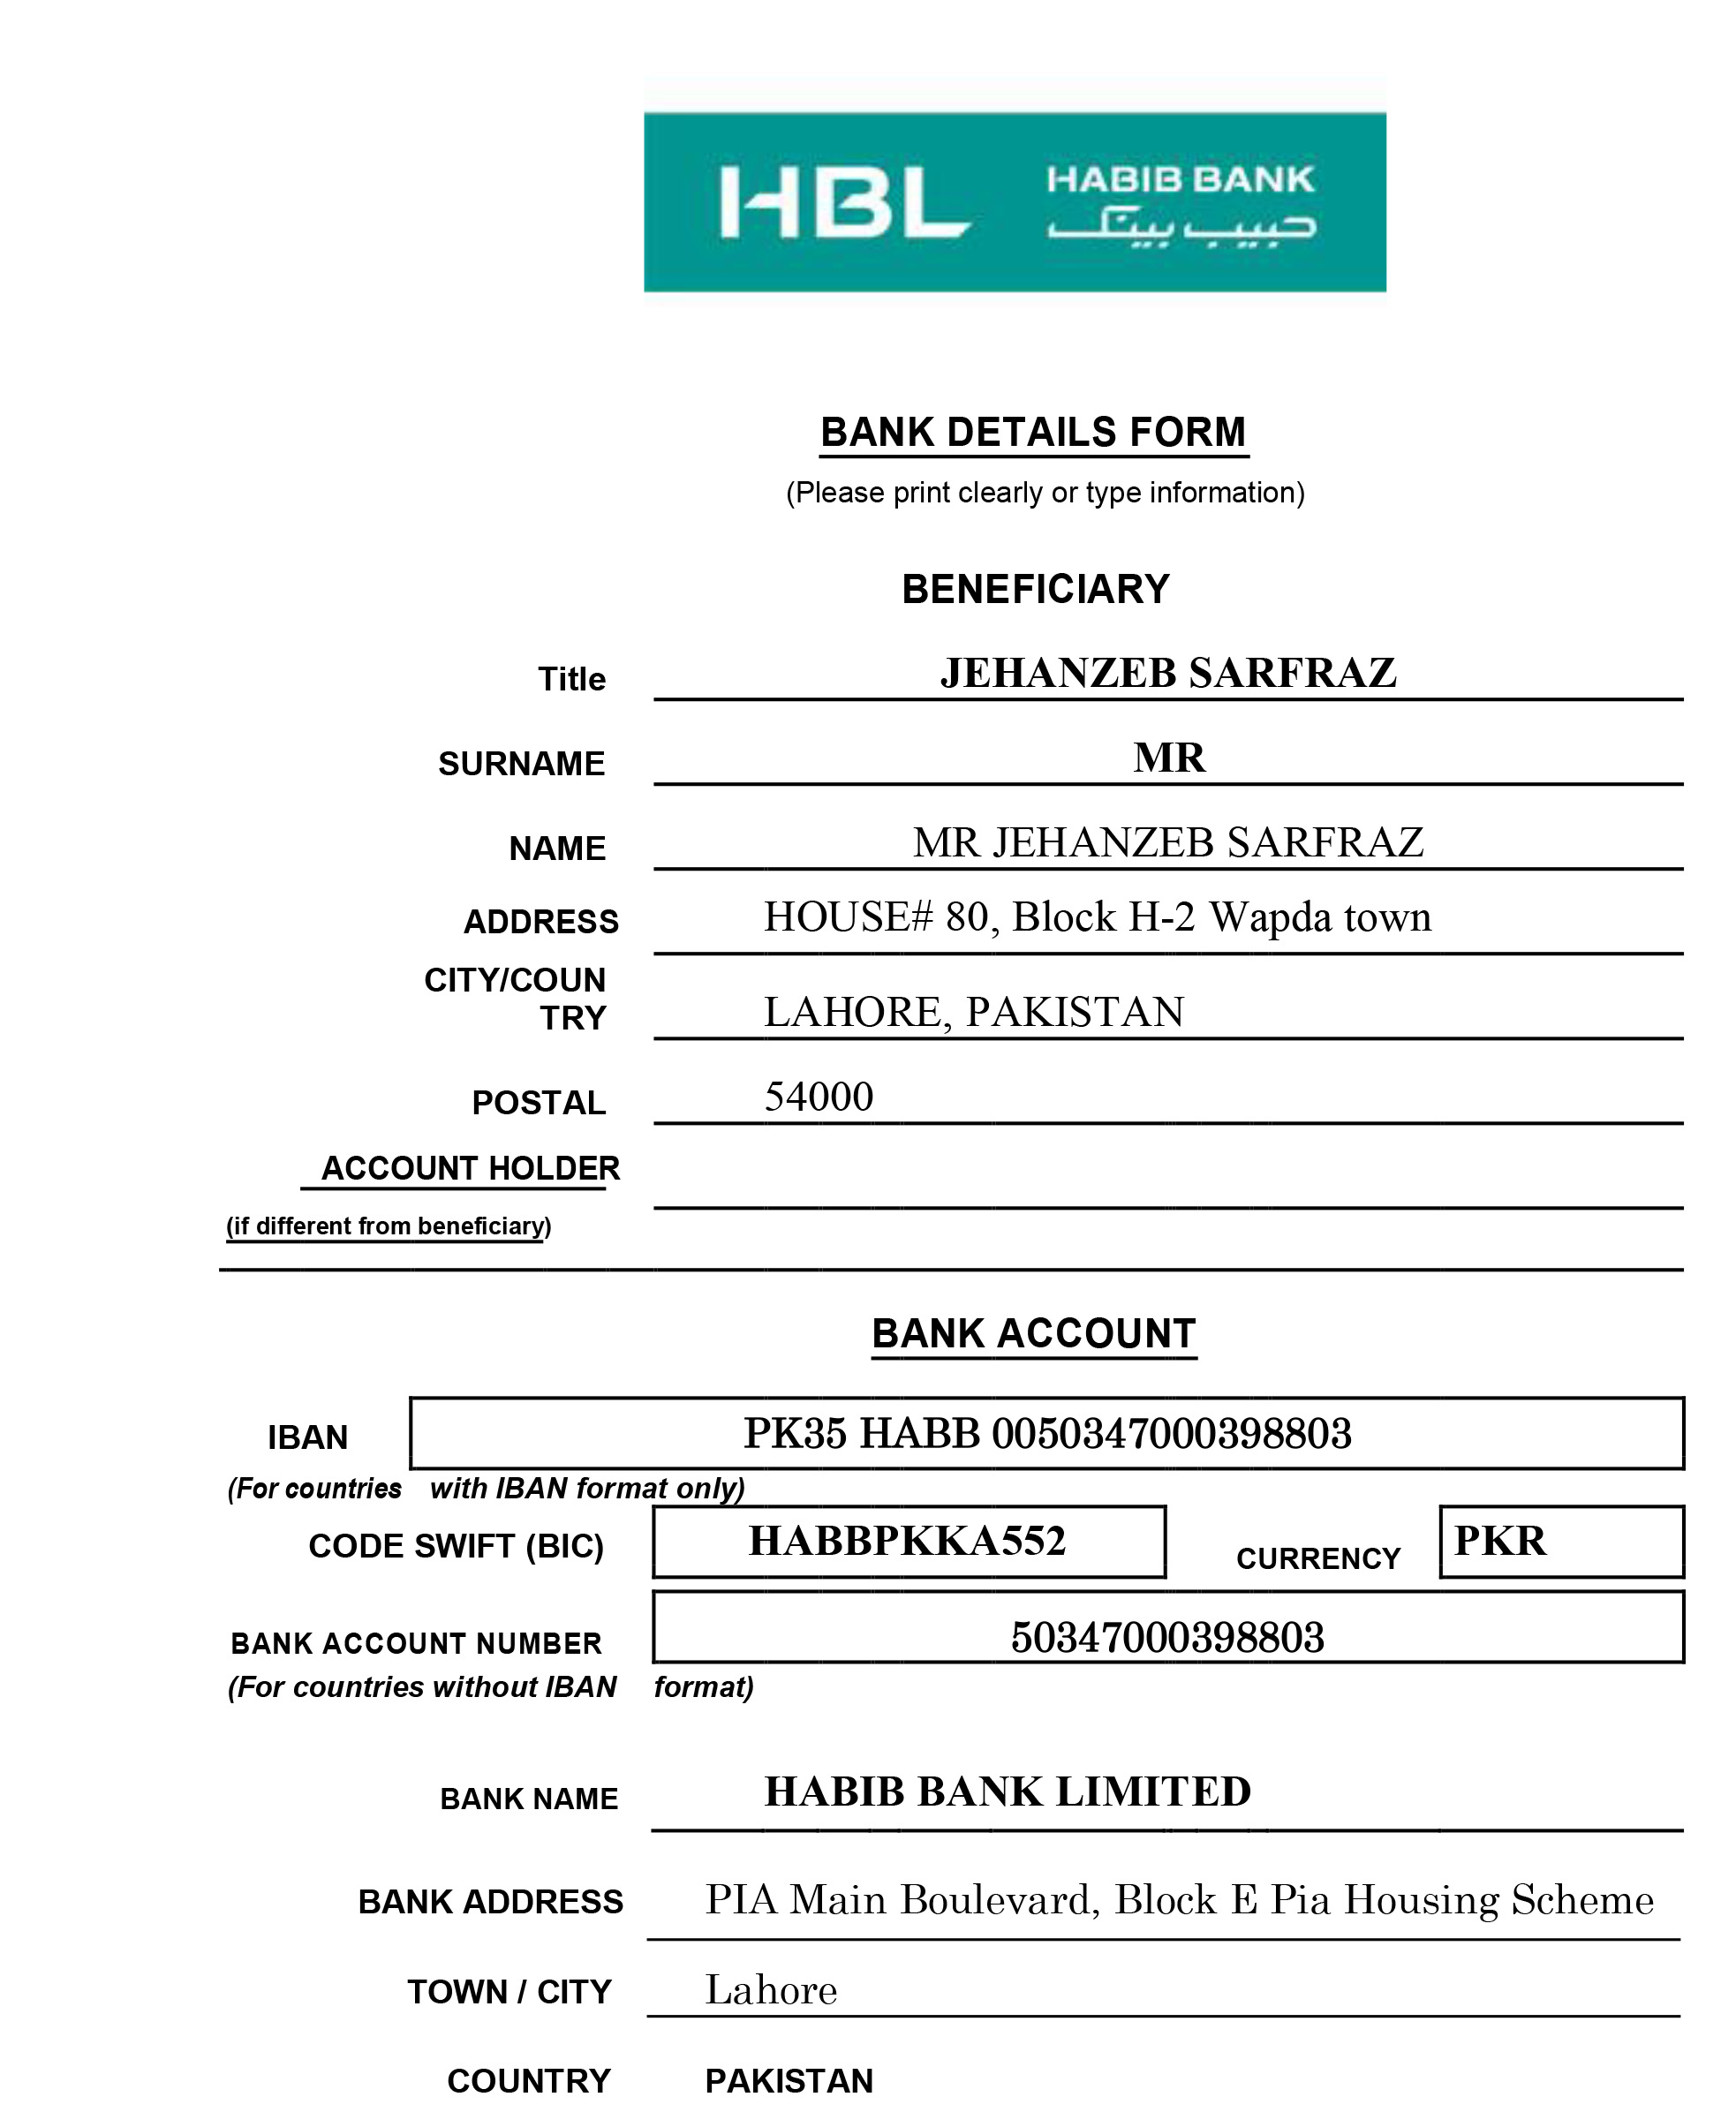 HBL HABIB BANK
حبيب بينک
BANK DETAILS FORM
(Please print clearly or type information)
BENEFICIARY
Title JEHANZEB SARFRAZ
SURNAME MR
NAME MR JEHANZEB SARFRAZ
ADDRESS HOUSE# 80, Block H-2 Wapda town
CITY/COUN
TRY LAHORE, PAKISTAN
POSTAL 54000
ACCOUNT HOLDER
(if different from beneficiary)
BANK ACCOUNT
IBAN PK35 HABB 0050347000398803
(For countries with IBAN format only)
CODE SWIFT (BIC) HABBPKKA552 CURRENCY PKR
BANK ACCOUNT NUMBER 50347000398803
(For countries without IBAN format)
BANK NAME HABIB BANK LIMITED
BANK ADDRESS PIA Main Boulevard, Block E Pia Housing Scheme
TOWN / CITY Lahore
COUNTRY PAKISTAN